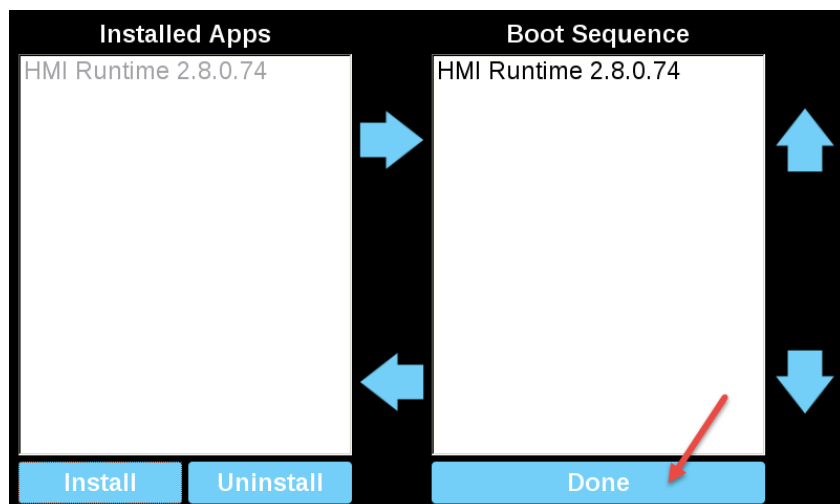 Installed Apps
HMI Runtime 2.8.0.74
Install
Uninstall
Boot Sequence
HMI Runtime 2.8.0.74
Done